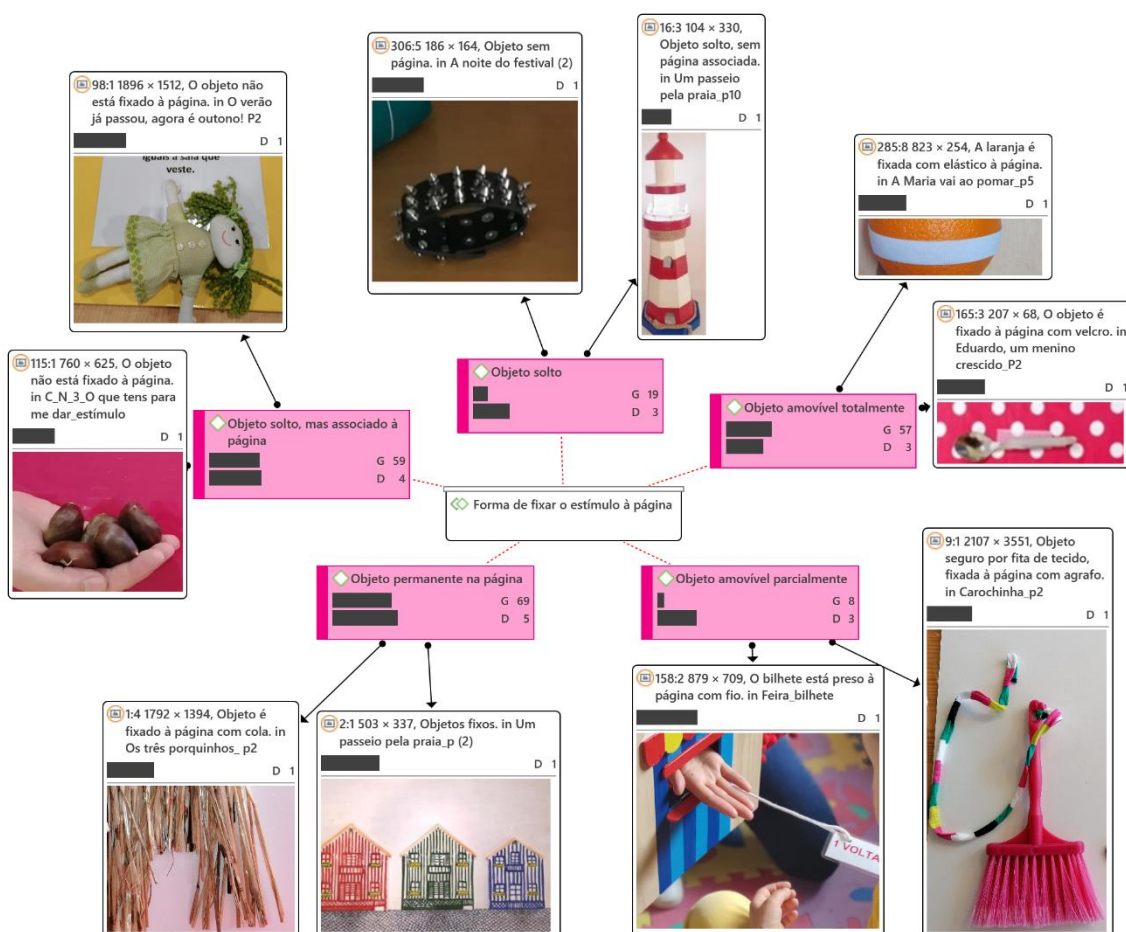 306:5 186 × 164, Objeto sem
página. in A noite do festival (2)
D 1
16:3 104 × 330,
Objeto solto, sem
página associada.
in Um passeio
pela praia_p10
D 1
98:1 1896 × 1512, O objeto não
está fixado à página. in O verão
já passou, agora é outono! P2
D 1
iguais à saia que
veste.
285:8 823 × 254, A laranja é
fixada com elástico à página.
in A Maria vai ao pomar_p5
D 1
165:3 207 × 68, O objeto é
fixado à página com velcro. in
Eduardo, um menino
crescido_P2
D 1
115:1 760 × 625, O objeto
não está fixado à página.
in C_N_3_O que tens para
me dar_estímulo
D 1
Objeto solto
G 19
D 3
Objeto solto, mas associado à
página
G 59
D 4
Objeto amovível totalmente
G 57
D 3
Forma de fixar o estímulo à página
Objeto permanente na página
G 69
D 5
Objeto amovível parcialmente
G 8
D 3
9:1 2107 × 3551, Objeto
seguro por fita de tecido,
fixada à página com agrafo.
in Carochinha_p2
D 1
158:2 879 × 709, O bilhete está preso à
página com fio. in Feira_bilhete
D 1
1 VOLTA
1:4 1792 × 1394, Objeto é
fixado à página com cola. in
Os três porquinhos_ p2
D 1
2:1 503 × 337, Objetos fixos. in Um
passeio pela praia_p (2)
D 1